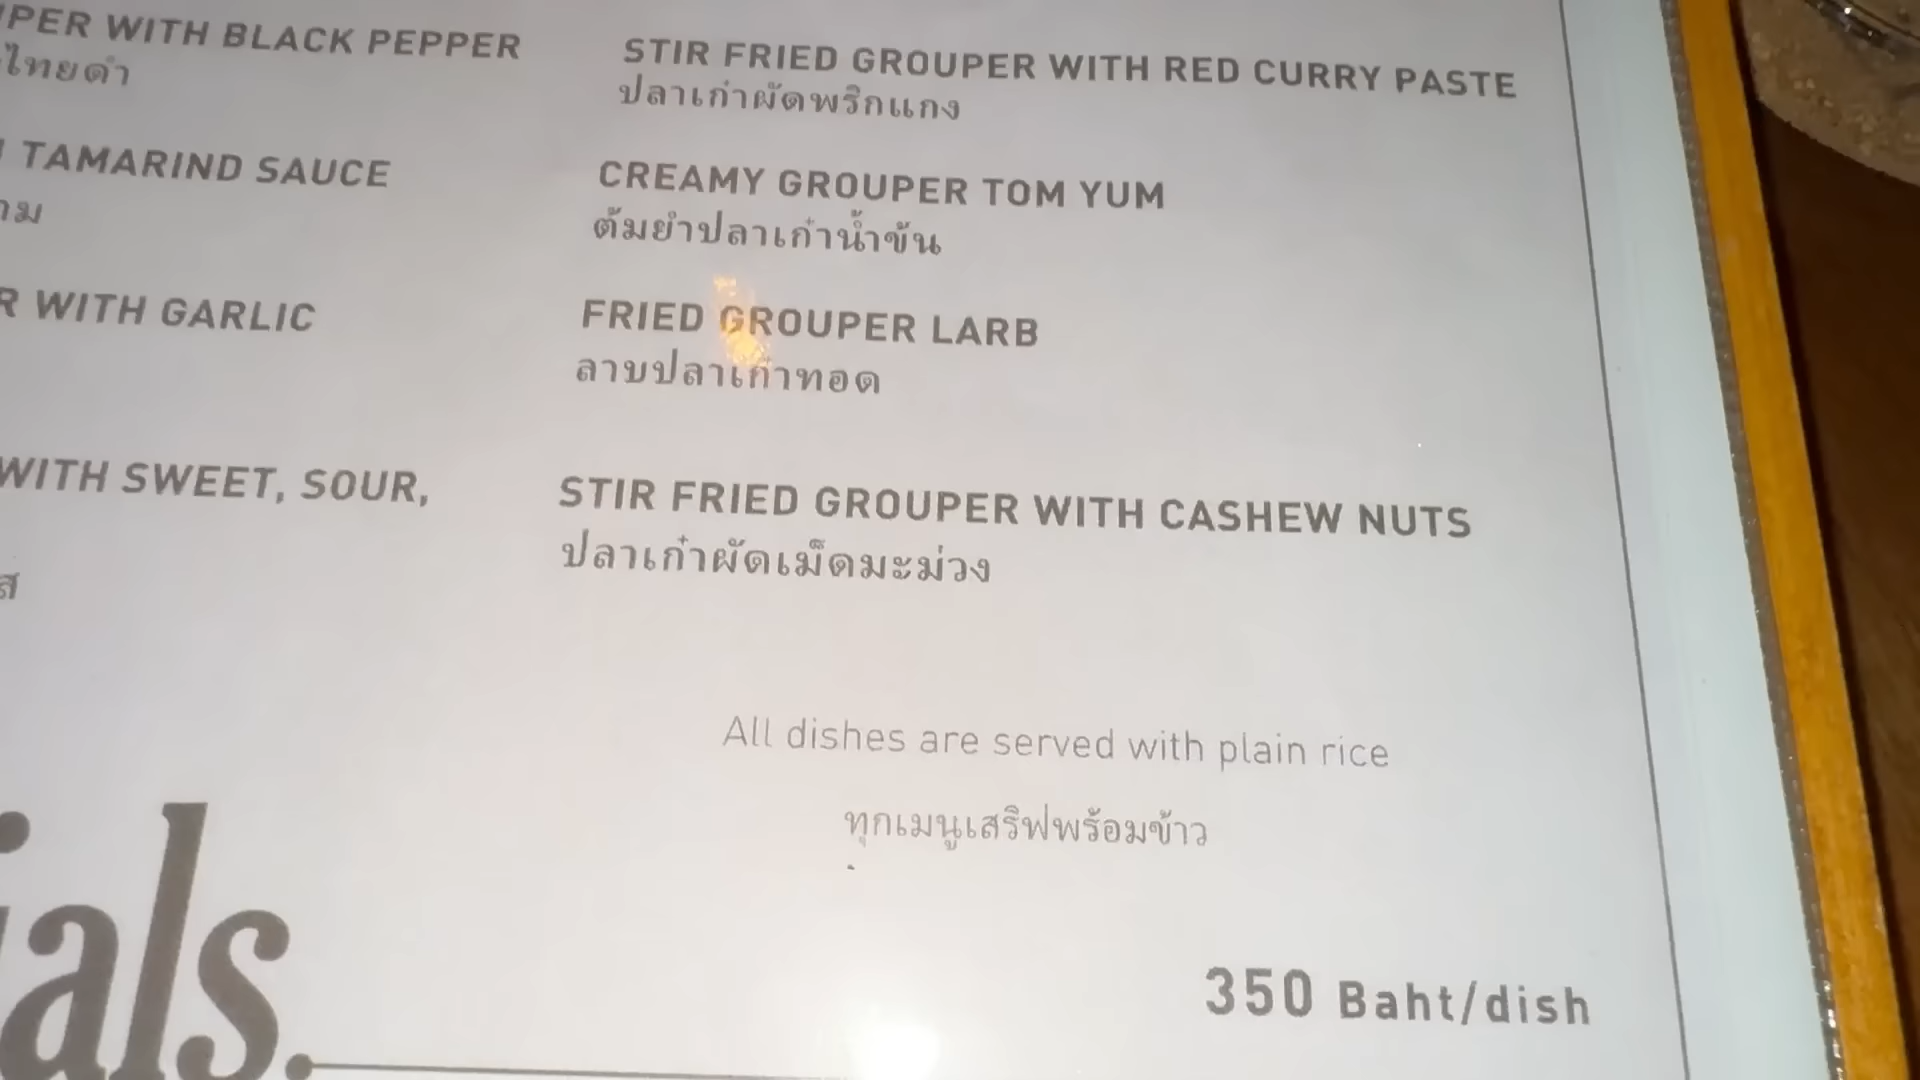 WITH BLACK PEPPER
ไทยดำ
TAMARIND SAUCE
WITH GARLIC
WITH SWEET, SOUR,
STIR FRIED GROUPER WITH RED CURRY PASTE
ปลาเก๋าผัดพริกแกง
CREAMY GROUPER TOM YUM
ต้มยำปลาเก๋าน้ำข้น
FRIED GROUPER LARB
ลาบปลาเก๋าทอด
STIR FRIED GROUPER WITH CASHEW NUTS
ปลาเก๋าผัดเม็ดมะม่วง
All dishes are served with plain rice
ทุกเมนูเสริฟพร้อมข้าว
350 Baht/dish